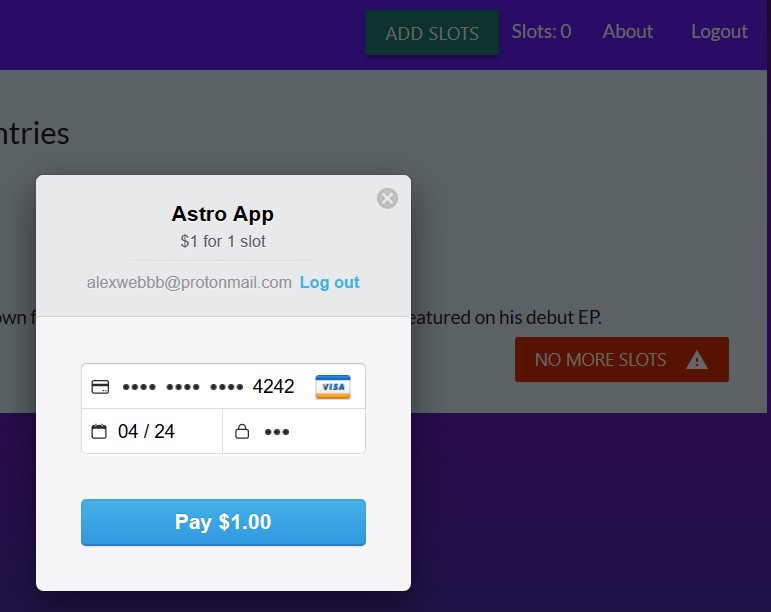 ADD SLOTS Slots: 0 About Logout
ntries
Astro App
$1 for 1 slot
alexwebbb@protonmail.com Log out
own f
eatured on his debut EP.
NO MORE SLOTS
•••• •••• •••• 4242 VISA
04 / 24 •••
Pay $1.00